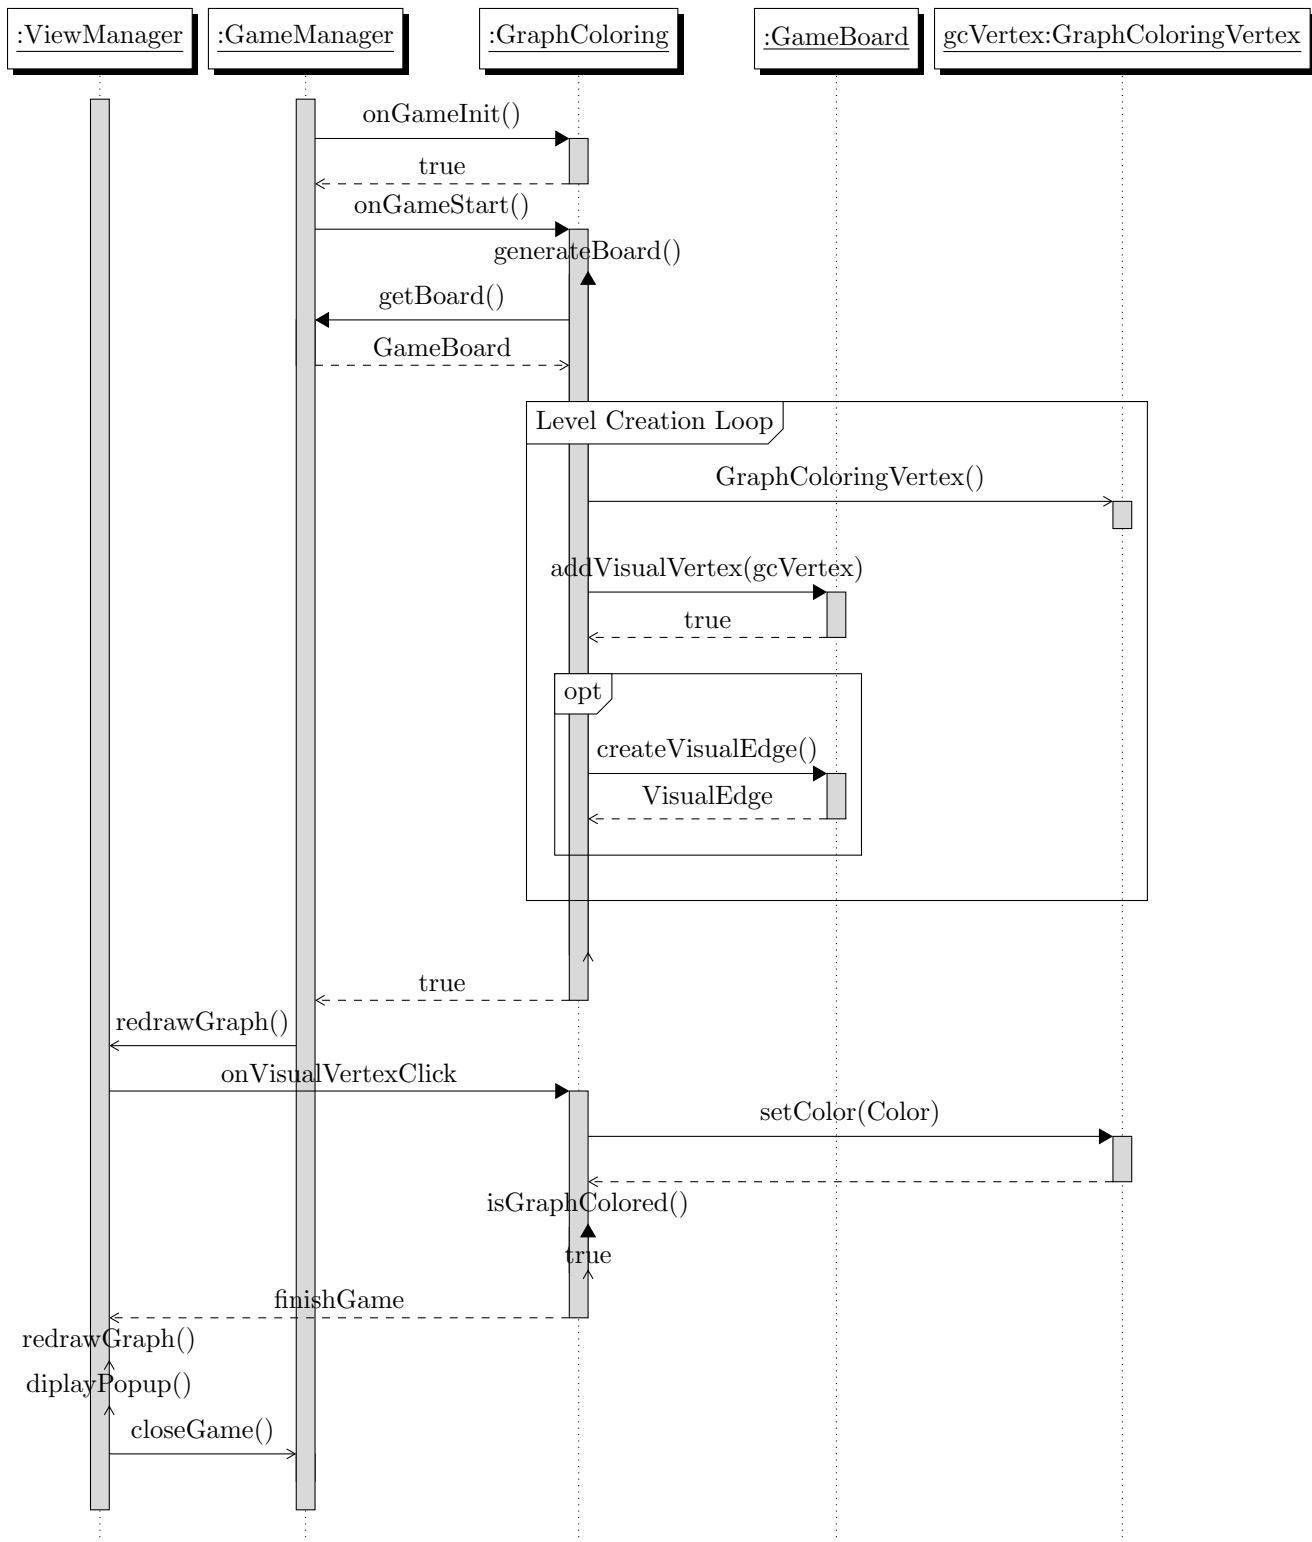 :ViewManager
:GameManager
:GraphColoring
:GameBoard
gcVertex:GraphColoringVertex
onGameInit()
true
onGameStart()
generateBoard()
getBoard()
GameBoard
Level Creation Loop
GraphColoringVertex()
addVisualVertex(gcVertex)
true
opt
createVisualEdge()
VisualEdge
true
redrawGraph()
onVisualVertexClick
setColor(Color)
isGraphColored()
true
finishGame
redrawGraph()
diplayPopup()
closeGame()